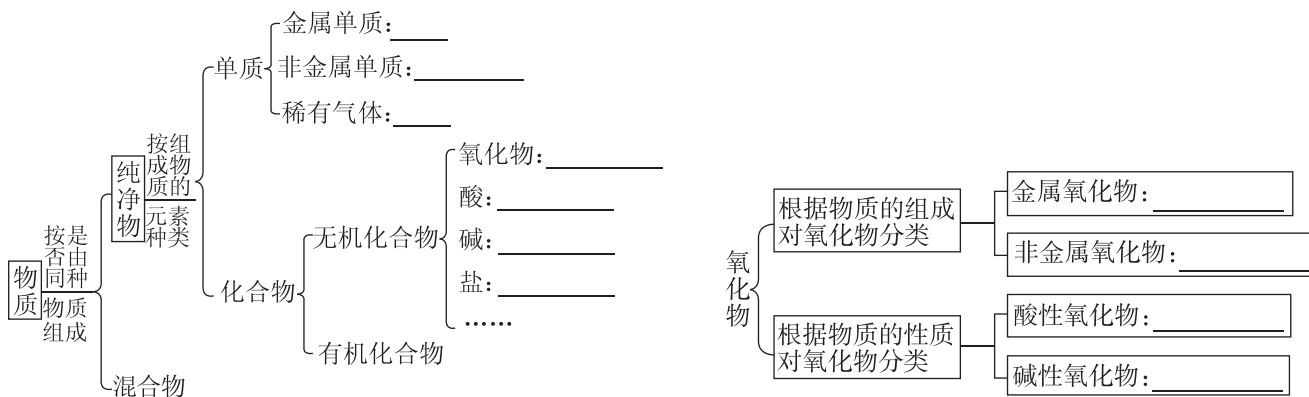 金属单质：
单质
非金属单质：
稀有气体：
按组
成物
质的
元素
种类
纯
净
物
氧化物：
酸：
无机化合物
碱：
盐：
……
化合物
有机化合物
按是
否由
同种
物质
组成
物
质
混合物
氧
化
物
根据物质的组成
对氧化物分类
金属氧化物：
非金属氧化物：
根据物质的性质
对氧化物分类
酸性氧化物：
碱性氧化物：